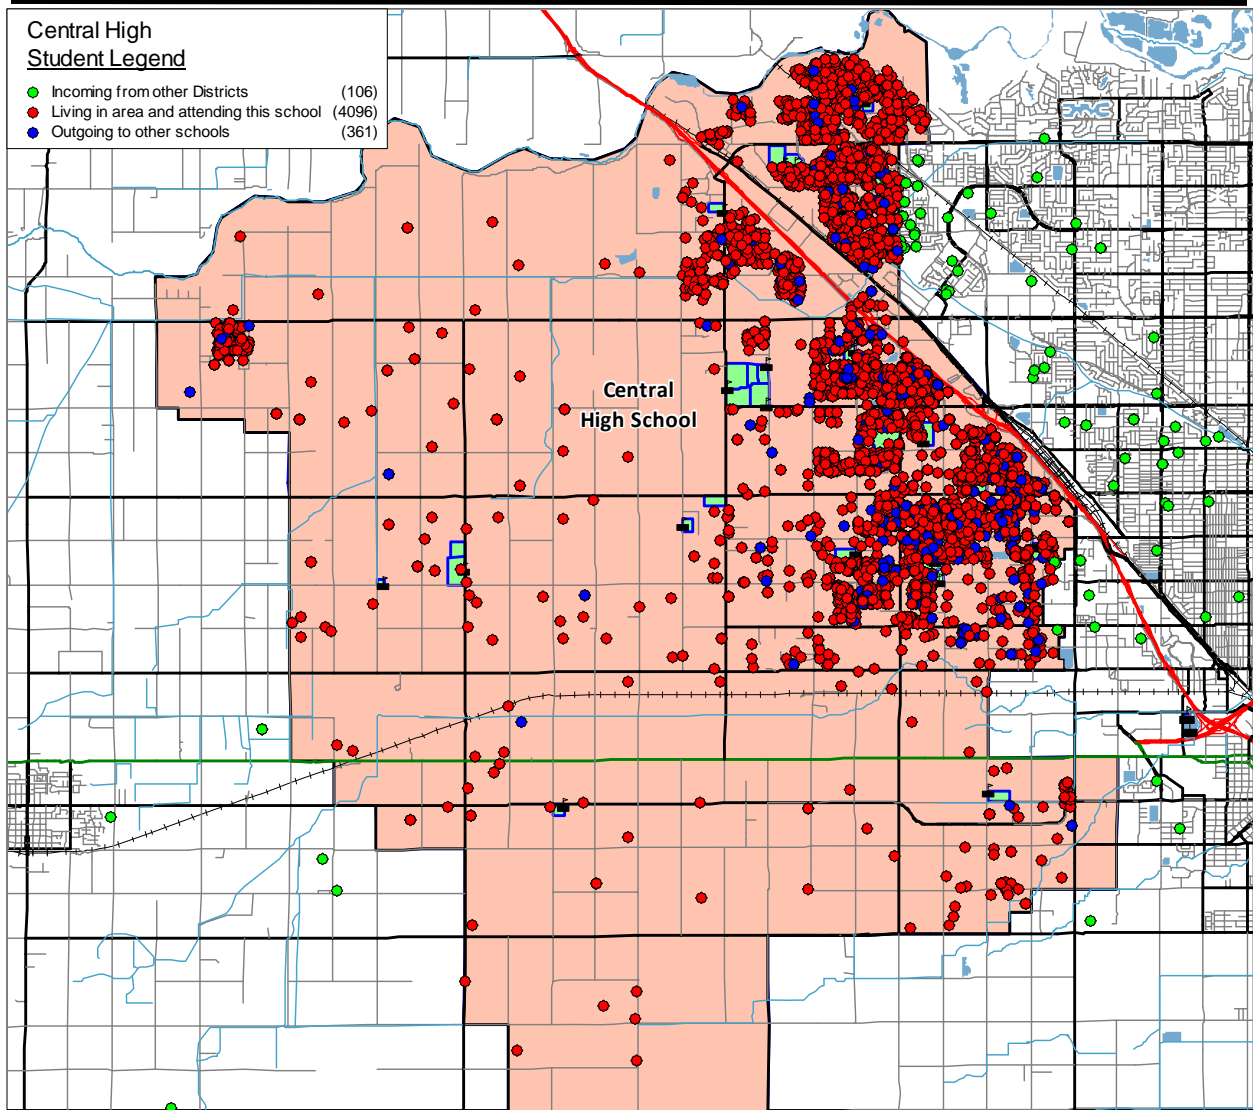 Central High
Student Legend
Incoming from other Districts (106)
Living in area and attending this school (4096)
Outgoing to other schools (361)
Central
High School